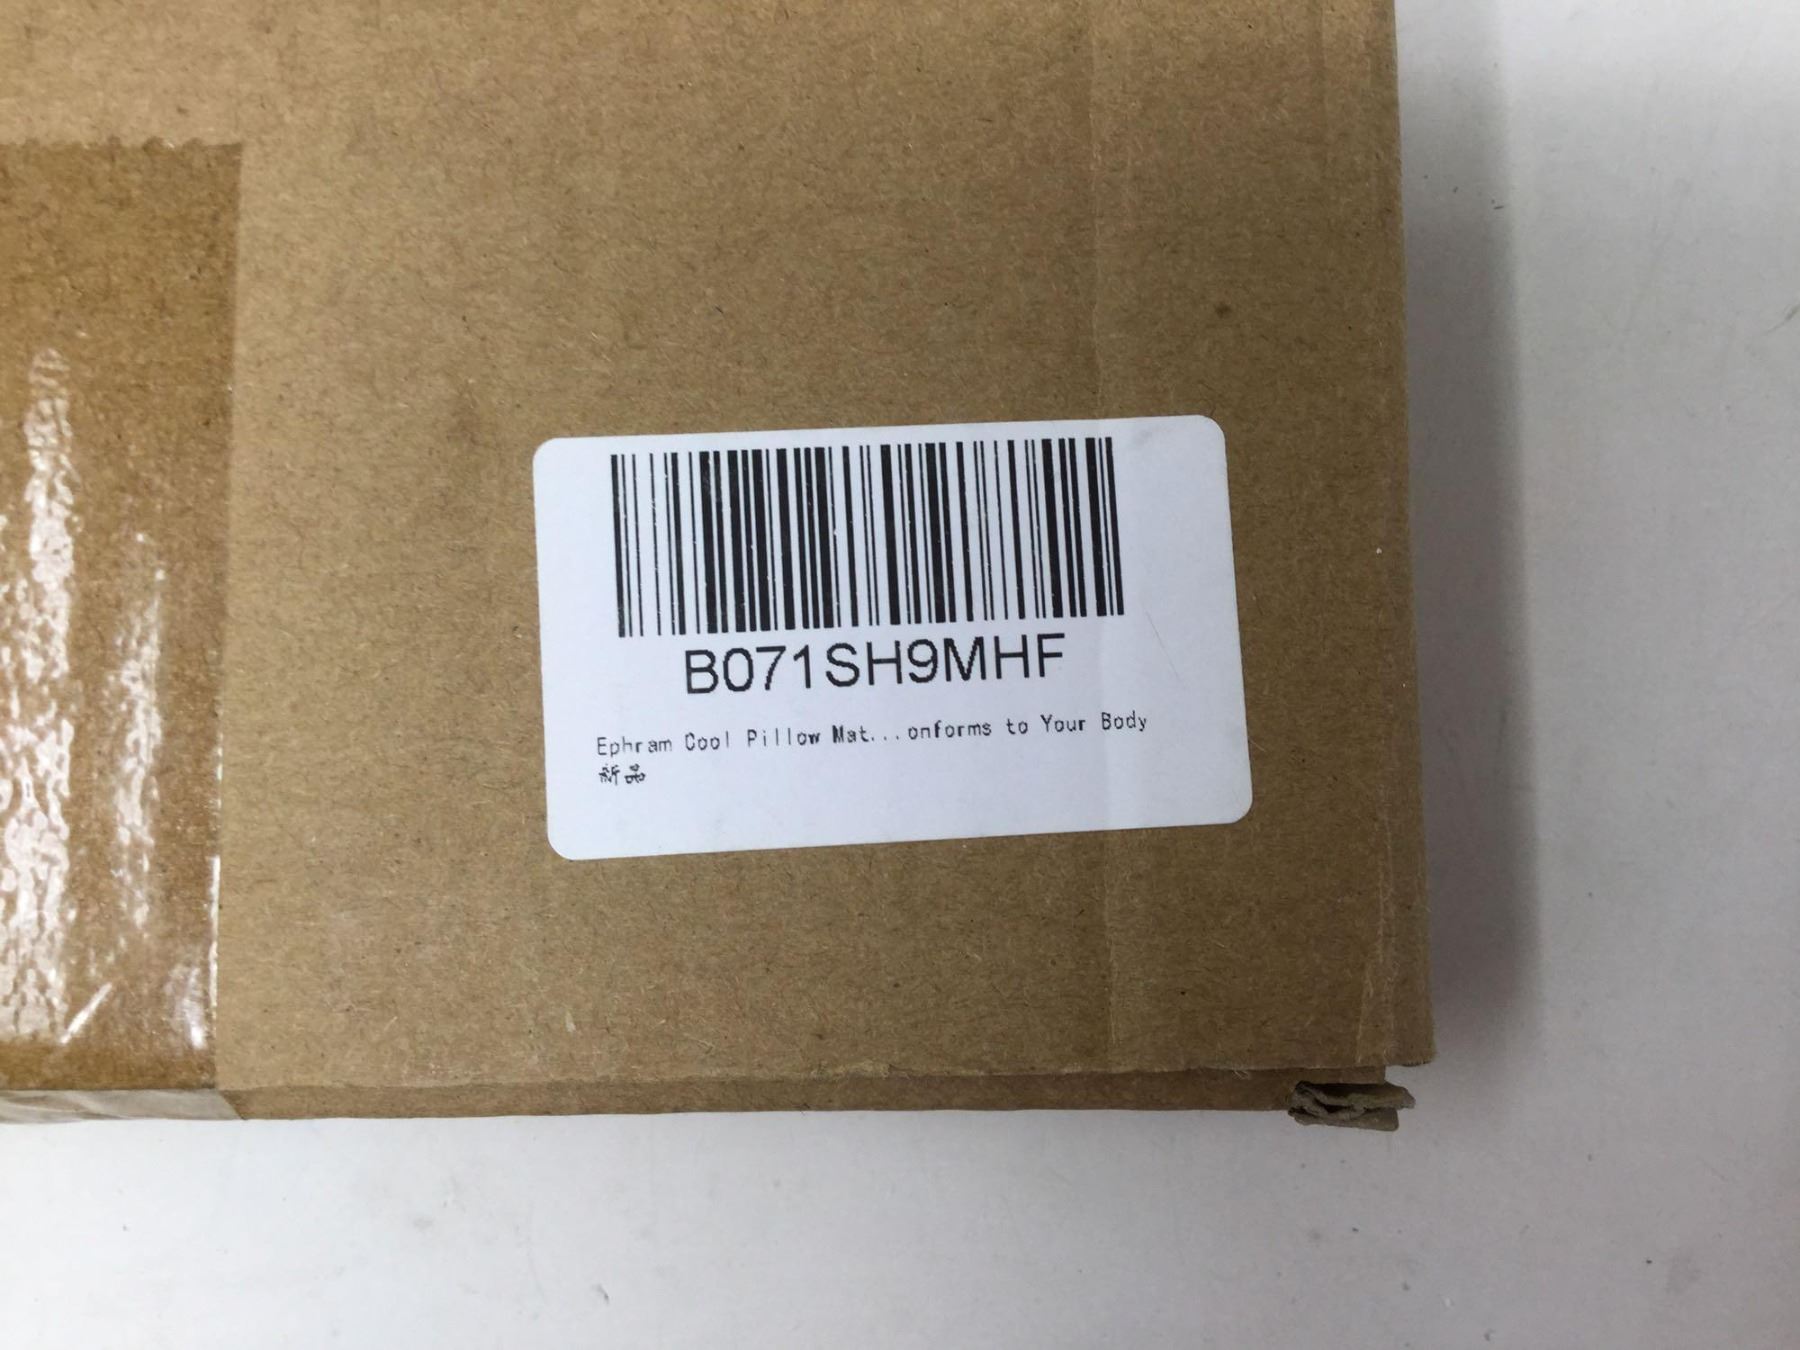 B071SH9MHF
Ephram Cool Pillow Mat...onforms to Your Body
新品